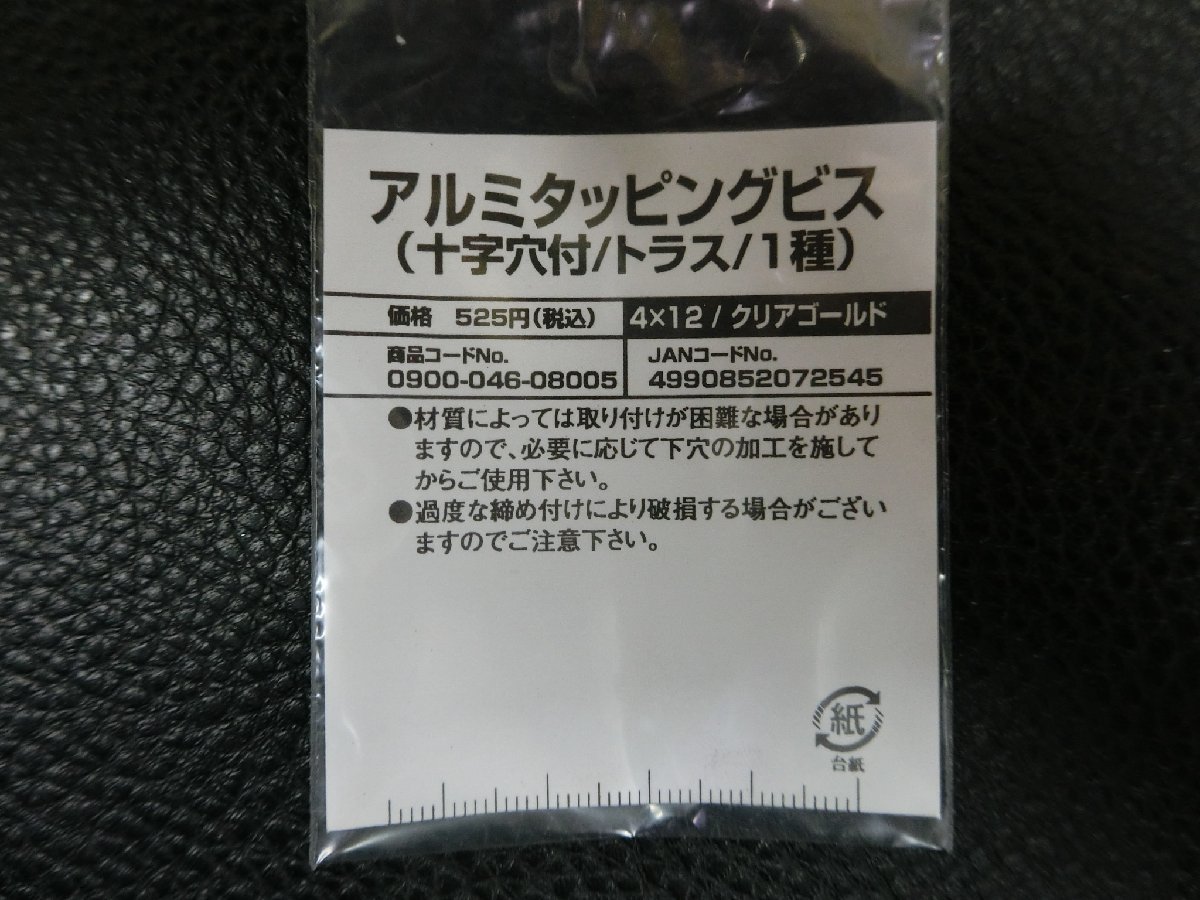 アルミタッピングビス
(十字穴付/トラス/1種)
価格 525円(税込) 4×12/クリアゴールド
商品コードNo. JANコードNo.
0900-046-08005 4990852072545
●材質によっては取り付けが困難な場合があり
ますので、必要に応じて下穴の加工を施して
からご使用下さい。
●過度な締め付けにより破損する場合がござい
ますのでご注意下さい。
紙
台紙